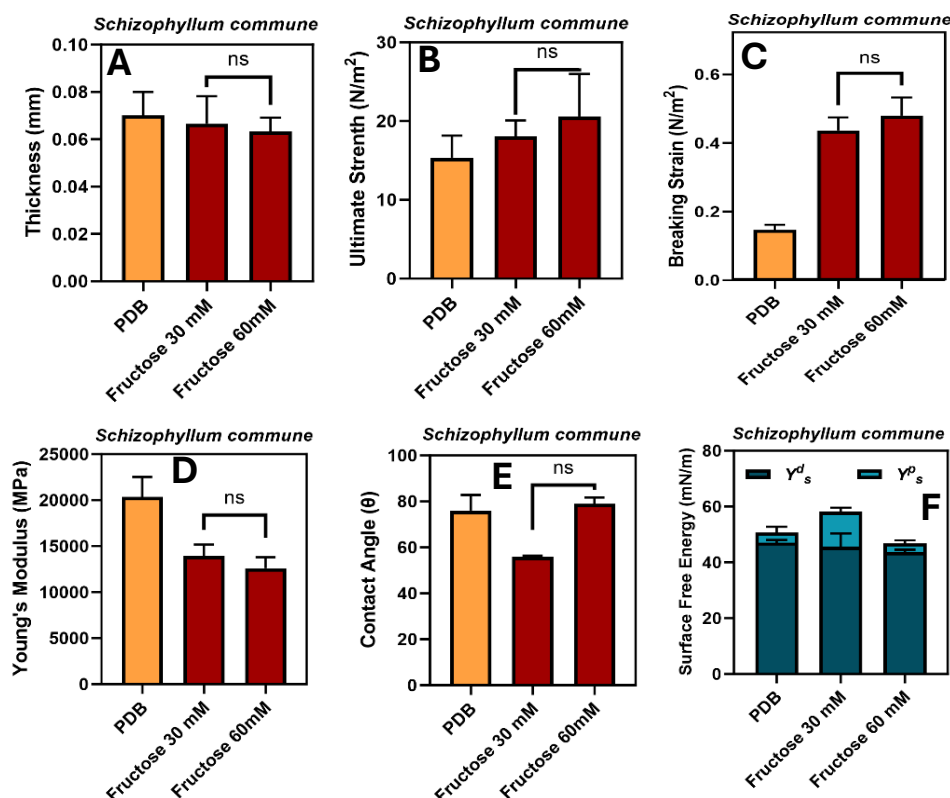 Schizophyllum commune
A
ns
Thickness (mm)
0.10
0.08
0.06
0.04
0.02
0.00
PDB
Fructose 30 mM
Fructose 60mM
Schizophyllum commune
B
ns
Ultimate Strenth (N/m²)
30
20
10
0
PDB
Fructose 30 mM
Fructose 60mM
Schizophyllum commune
C
ns
Breaking Strain (N/m²)
0.6
0.4
0.2
0.0
PDB
Fructose 30 mM
Fructose 60mM
Schizophyllum commune
D
ns
Young's Modulus (MPa)
25000
20000
15000
10000
5000
0
PDB
Fructose 30 mM
Fructose 60mM
Schizophyllum commune
E
ns
Contact Angle (θ)
100
80
60
40
20
0
PDB
Fructose 30 mM
Fructose 60mM
Schizophyllum commune
Yᵈₛ Yᵖₛ
F
Surface Free Energy (mN/m)
80
60
40
20
0
PDB
Fructose 30 mM
Fructose 60 mM